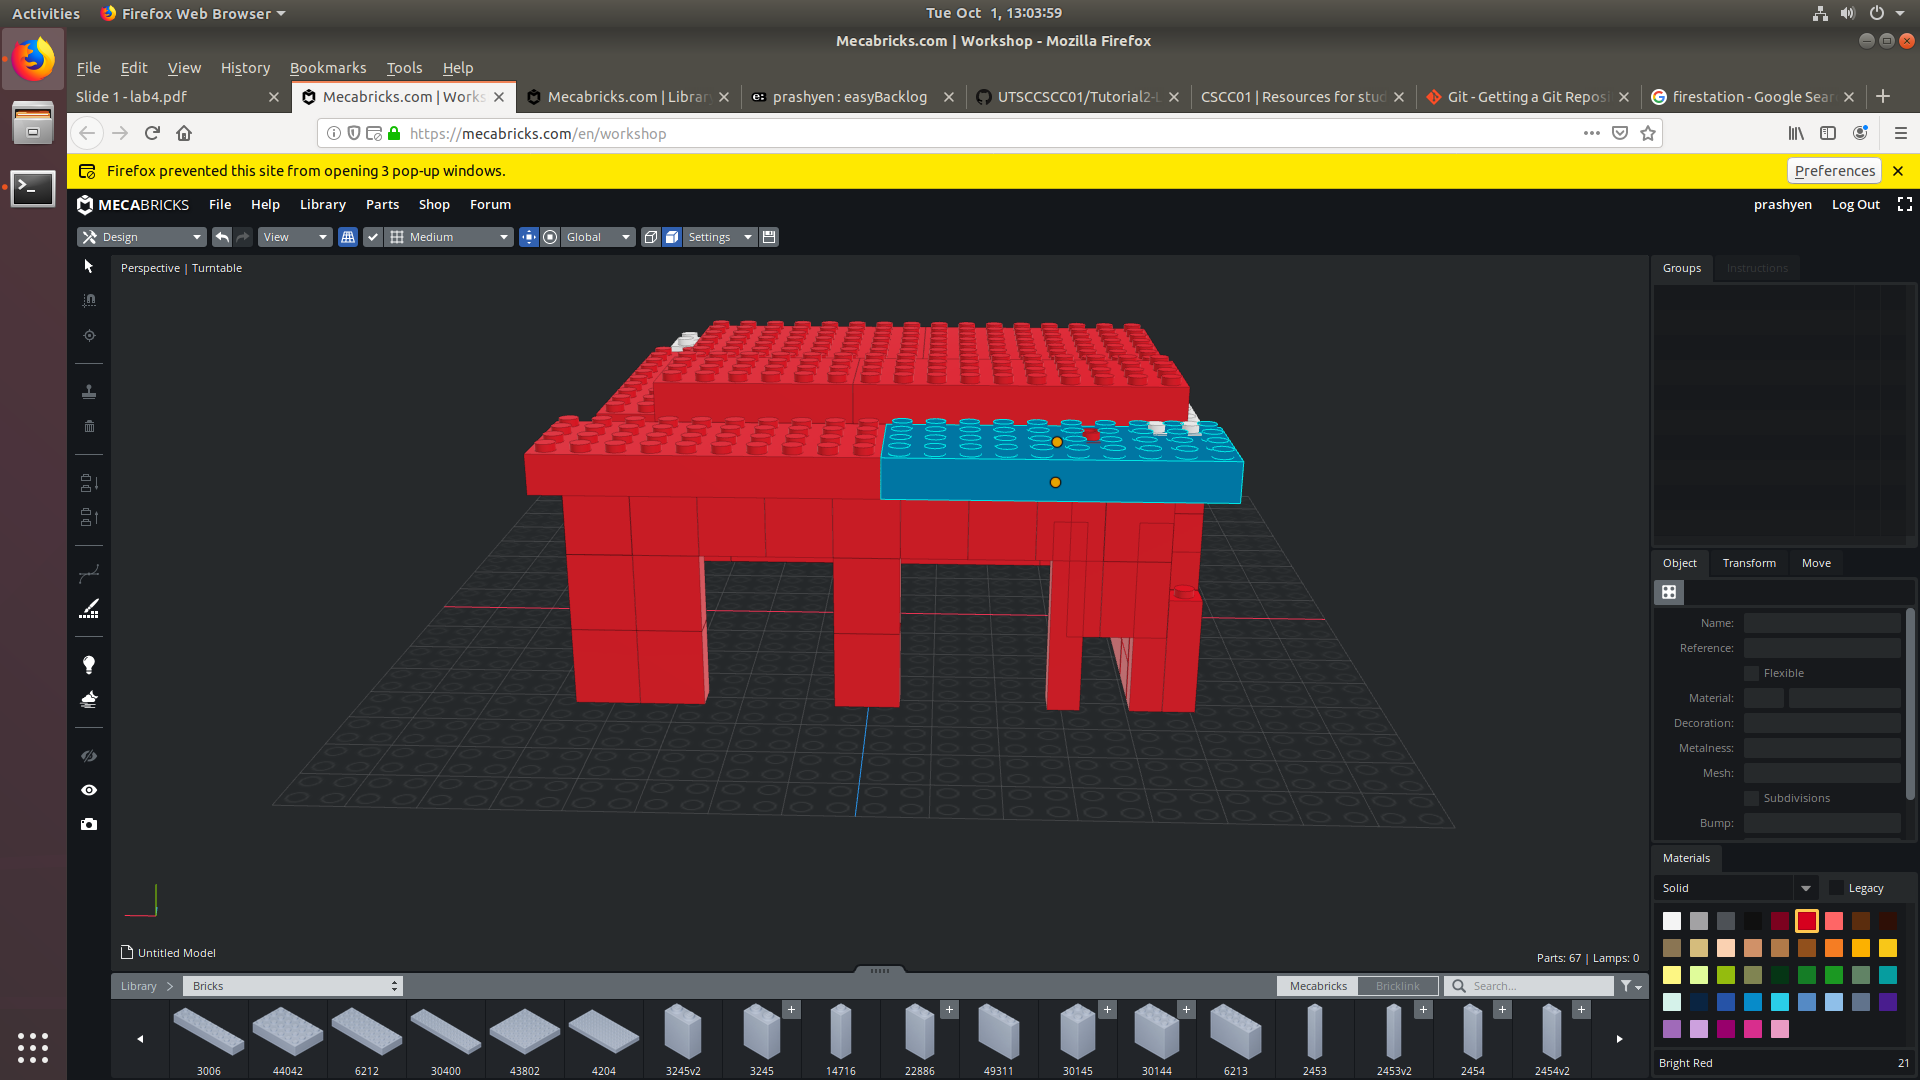 Activities Firefox Web Browser Tue Oct 1, 13:03:59
Mecabricks.com | Workshop - Mozilla Firefox
File Edit View History Bookmarks Tools Help
Slide 1 - lab4.pdf Mecabricks.com | Works Mecabricks.com | Librar prashyen : easyBacklog UTSCCSCC01/Tutorial2-L CSCC01 | Resources for stud Git - Getting a Git Repos firestation - Google Sear
https://mecabricks.com/en/workshop
Firefox prevented this site from opening 3 pop-up windows. Preferences
MECABRICKS File Help Library Parts Shop Forum prashyen Log Out
Design View Medium Global Settings
Perspective | Turntable
Groups Instructions
Object Transform Move
Name:
Reference:
Flexible
Material:
Decoration:
Metalness:
Mesh:
Subdivisions
Bump:
Materials
Solid Legacy
Bright Red 21
Untitled Model
Parts: 67 | Lamps: 0
Library Bricks Mecabricks Bricklink Search...
3006 44042 6212 30400 43802 4204 3245v2 3245 14716 22886 49311 30145 30144 6213 2453 2453v2 2454 2454v2